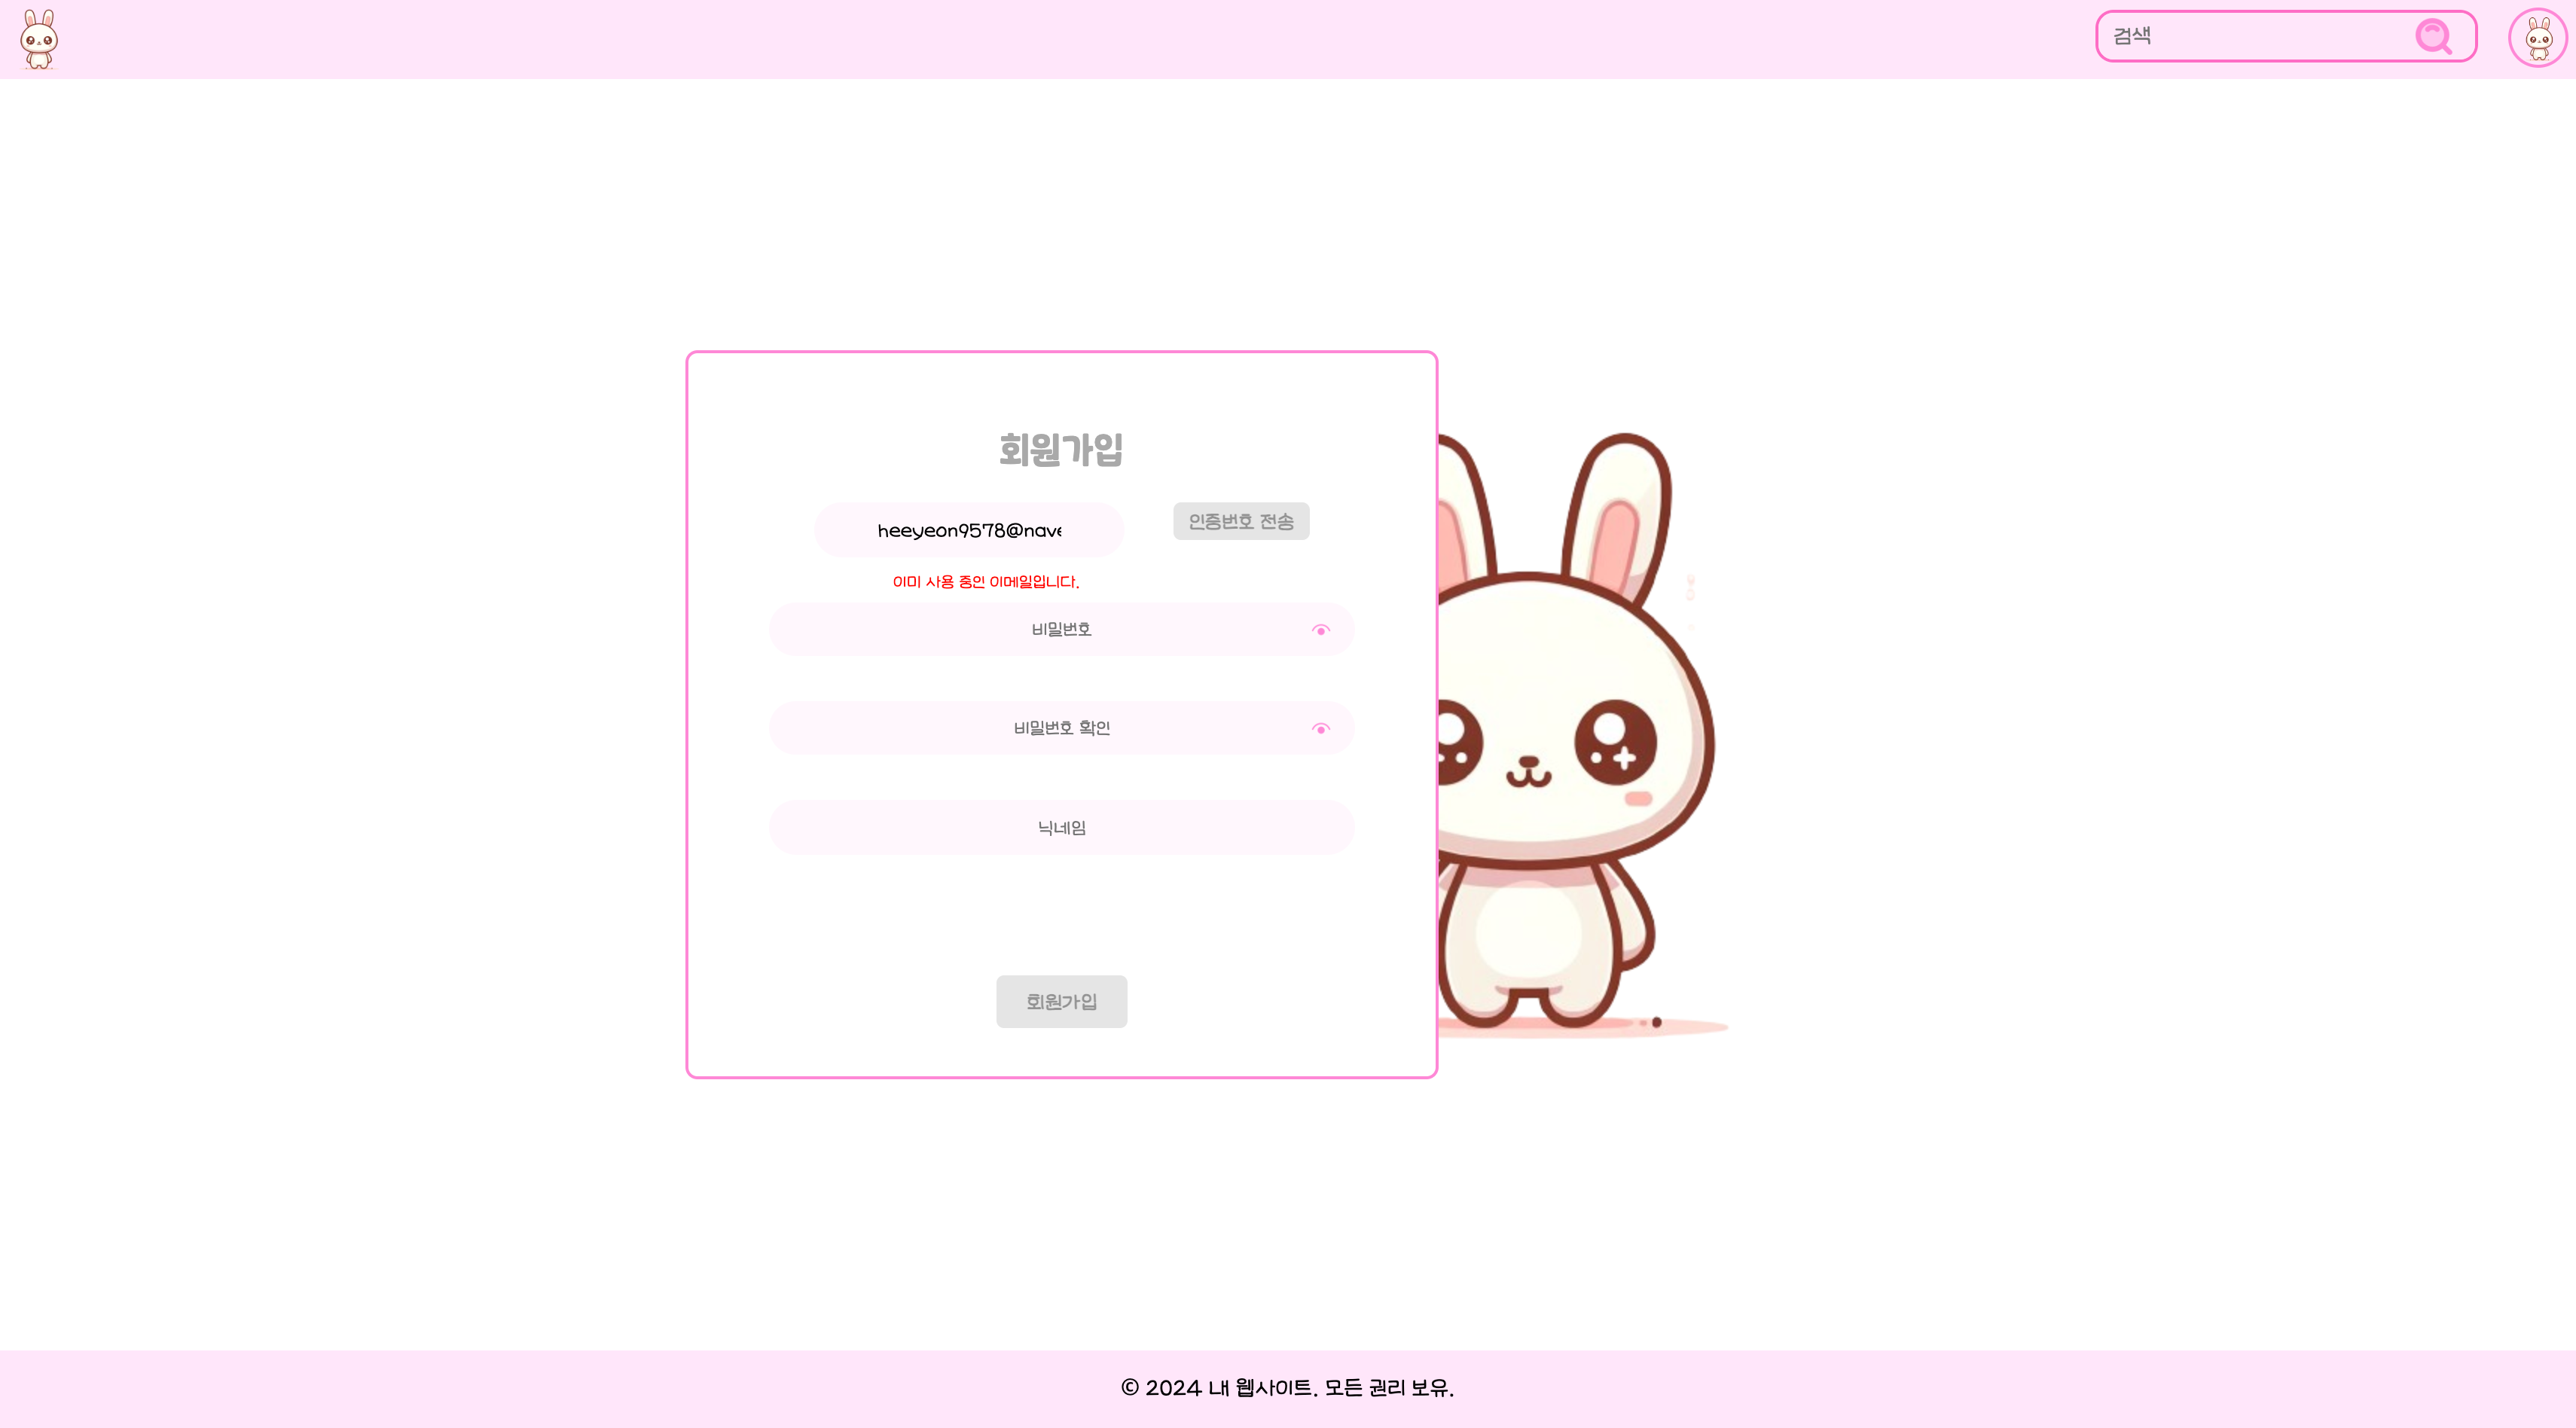 검색
회원가입
heeyeon9578@nave
인증번호 전송
이미 사용 중인 이메일입니다.
비밀번호
비밀번호 확인
닉네임
회원가입
© 2024 내 웹사이트. 모든 권리 보유.